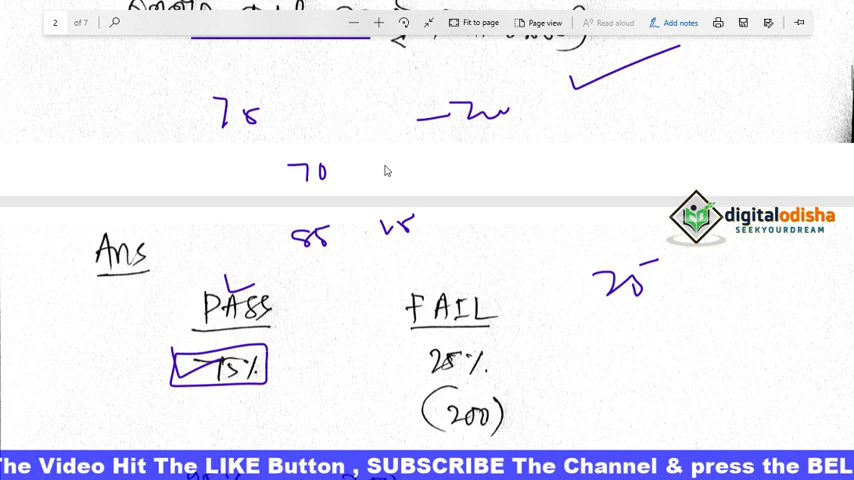 2 of 7 Fit to page Page view Read aloud Add notes
75
70
85
digitalodisha
SEEKYOURDREAM
Ans
25
PASS FAIL
75% 25%
(200)
he Video Hit The LIKE Button , SUBSCRIBE The Channel & press the BEL